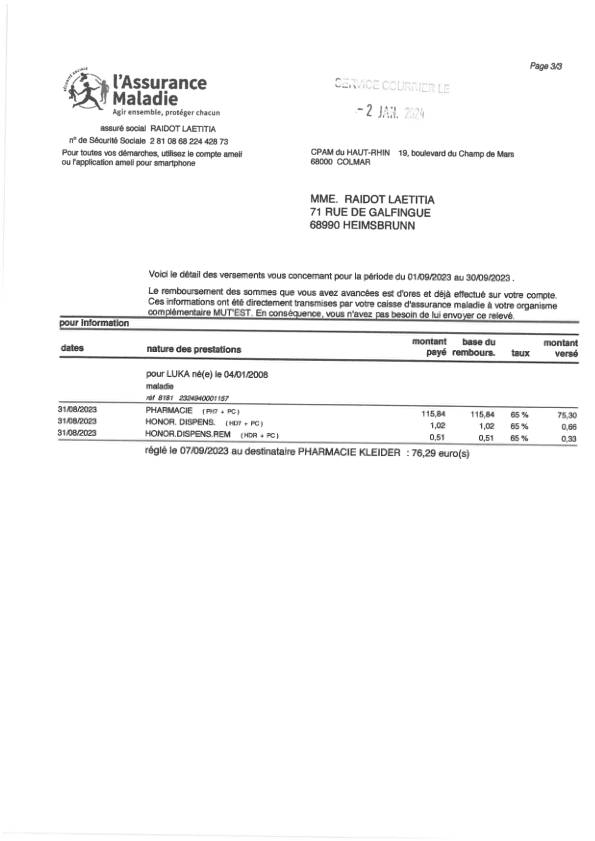 Page 3/3
SÉCURITÉ SOCIALE
l'Assurance
Maladie
Agir ensemble, protéger chacun
SERVICE COURRIER LE
- 2 JAN. 2024
assuré social RAIDOT LAETITIA
n° de Sécurité Sociale 2 81 08 68 224 428 73
Pour toutes vos démarches, utilisez le compte ameli
ou l'application ameli pour smartphone
CPAM du HAUT-RHIN 19, boulevard du Champ de Mars
68000 COLMAR
MME. RAIDOT LAETITIA
71 RUE DE GALFINGUE
68990 HEIMSBRUNN
Voici le détail des versements vous concernant pour la période du 01/09/2023 au 30/09/2023 .
Le remboursement des sommes que vous avez avancées est d'ores et déjà effectué sur votre compte.
Ces informations ont été directement transmises par votre caisse d'assurance maladie à votre organisme
complémentaire MUT'EST. En conséquence, vous n'avez pas besoin de lui envoyer ce relevé.
pour information
dates nature des prestations montant payé base du rembours. taux montant versé
pour LUKA né(e) le 04/01/2008
maladie
réf 8181 2324940001157
31/08/2023 PHARMACIE (PH7 + PC) 115,84 115,84 65 % 75,30
31/08/2023 HONOR. DISPENS. (HD7 + PC) 1,02 1,02 65 % 0,66
31/08/2023 HONOR.DISPENS.REM (HDR + PC) 0,51 0,51 65 % 0,33
réglé le 07/09/2023 au destinataire PHARMACIE KLEIDER : 76,29 euro(s)